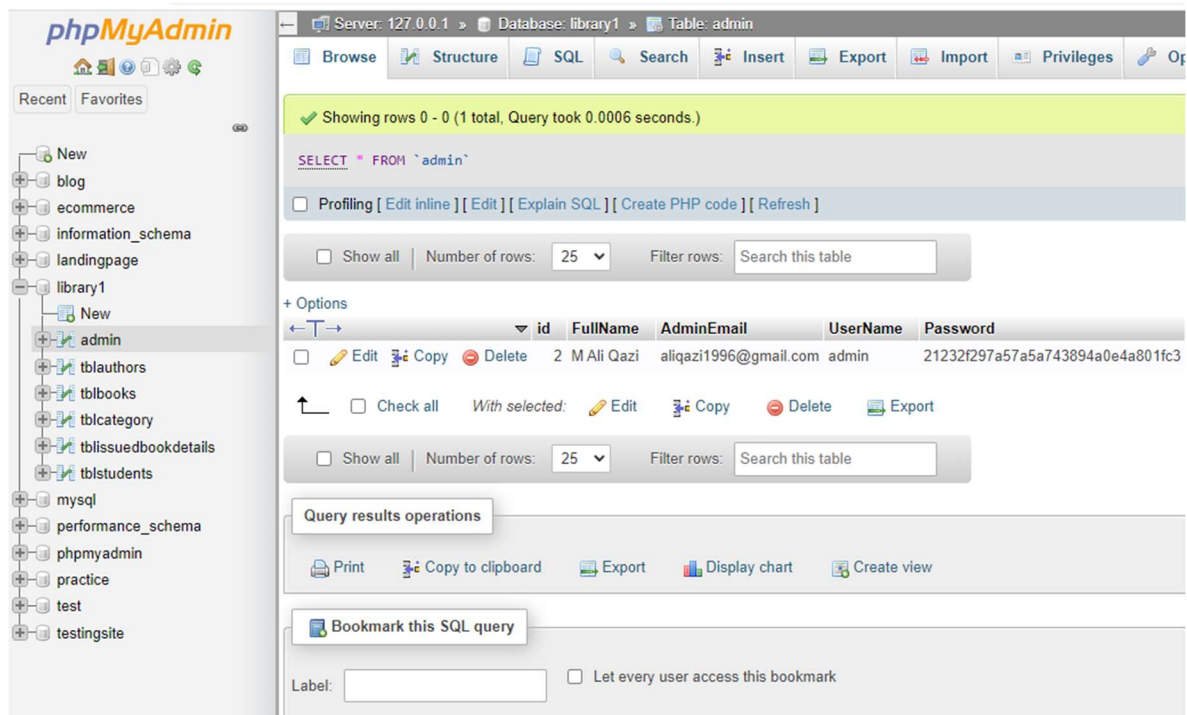 phpMyAdmin
Recent Favorites
New
blog
ecommerce
information_schema
landingpage
library1
New
admin
tblauthors
tblbooks
tblcategory
tblissuedbookdetails
tblstudents
mysql
performance_schema
phpmyadmin
practice
test
testingsite
Server: 127.0.0.1 » Database: library1 » Table: admin
Browse Structure SQL Search Insert Export Import Privileges Op
Showing rows 0 - 0 (1 total, Query took 0.0006 seconds.)
SELECT * FROM `admin`
Profiling [ Edit inline ] [ Edit ] [ Explain SQL ] [ Create PHP code ] [ Refresh ]
Show all | Number of rows: 25 Filter rows: Search this table
+ Options
←T→ id FullName AdminEmail UserName Password
Edit Copy Delete 2 M Ali Qazi aliqazi1996@gmail.com admin 21232f297a57a5a743894a0e4a801fc3
Check all With selected: Edit Copy Delete Export
Show all | Number of rows: 25 Filter rows: Search this table
Query results operations
Print Copy to clipboard Export Display chart Create view
Bookmark this SQL query
Label: Let every user access this bookmark